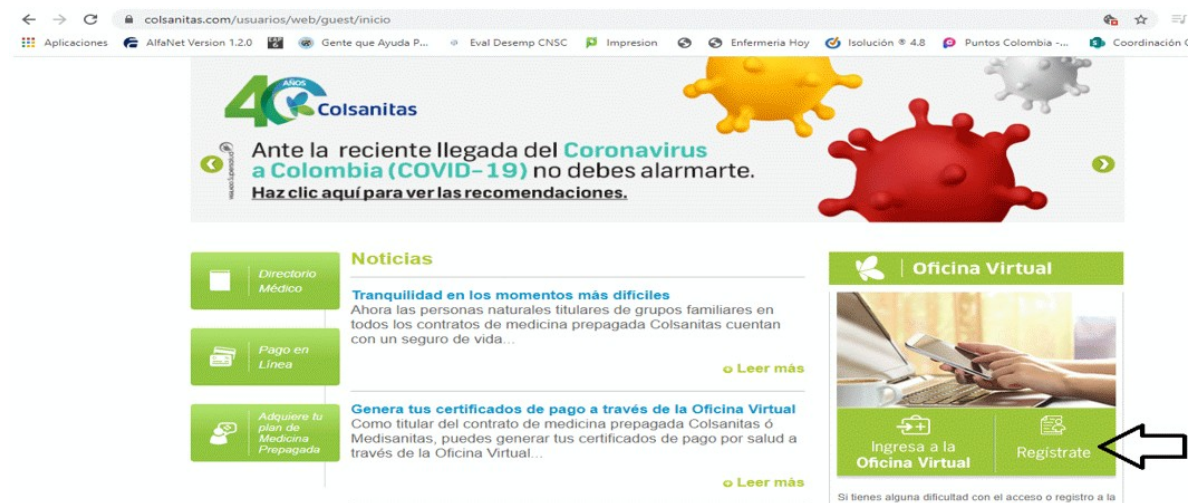 colsanitas.com/usuarios/web/guest/inicio
Aplicaciones AlfaNet Version 1.2.0 Gente que Ayuda P... Eval Desemp CNSC Impresion Enfermeria Hoy Isolución ® 4.8 Puntos Colombia -... Coordinación
40 AÑOS Colsanitas
Ante la reciente llegada del Coronavirus
a Colombia (COVID-19) no debes alarmarte.
Haz clic aquí para ver las recomendaciones.
Directorio
Médico
Pago en
Línea
Adquiere tu
plan de
Medicina
Prepagada
Noticias
Tranquilidad en los momentos más difíciles
Ahora las personas naturales titulares de grupos familiares en
todos los contratos de medicina prepagada Colsanitas cuentan
con un seguro de vida...
Leer más
Genera tus certificados de pago a través de la Oficina Virtual
Como titular del contrato de medicina prepagada Colsanitas ó
Medisanitas, puedes generar tus certificados de pago por salud a
través de la Oficina Virtual...
Leer más
Oficina Virtual
Ingresa a la
Oficina Virtual
Regístrate
Si tienes alguna dificultad con el acceso o registro a la